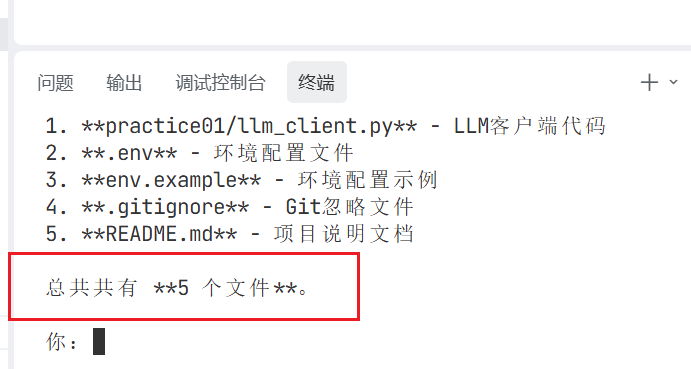 问题 输出 调试控制台 终端
1. **practice01/llm_client.py** - LLM客户端代码
2. **.env** - 环境配置文件
3. **env.example** - 环境配置示例
4. **.gitignore** - Git忽略文件
5. **README.md** - 项目说明文档
总共共有 **5 个文件**。
你: